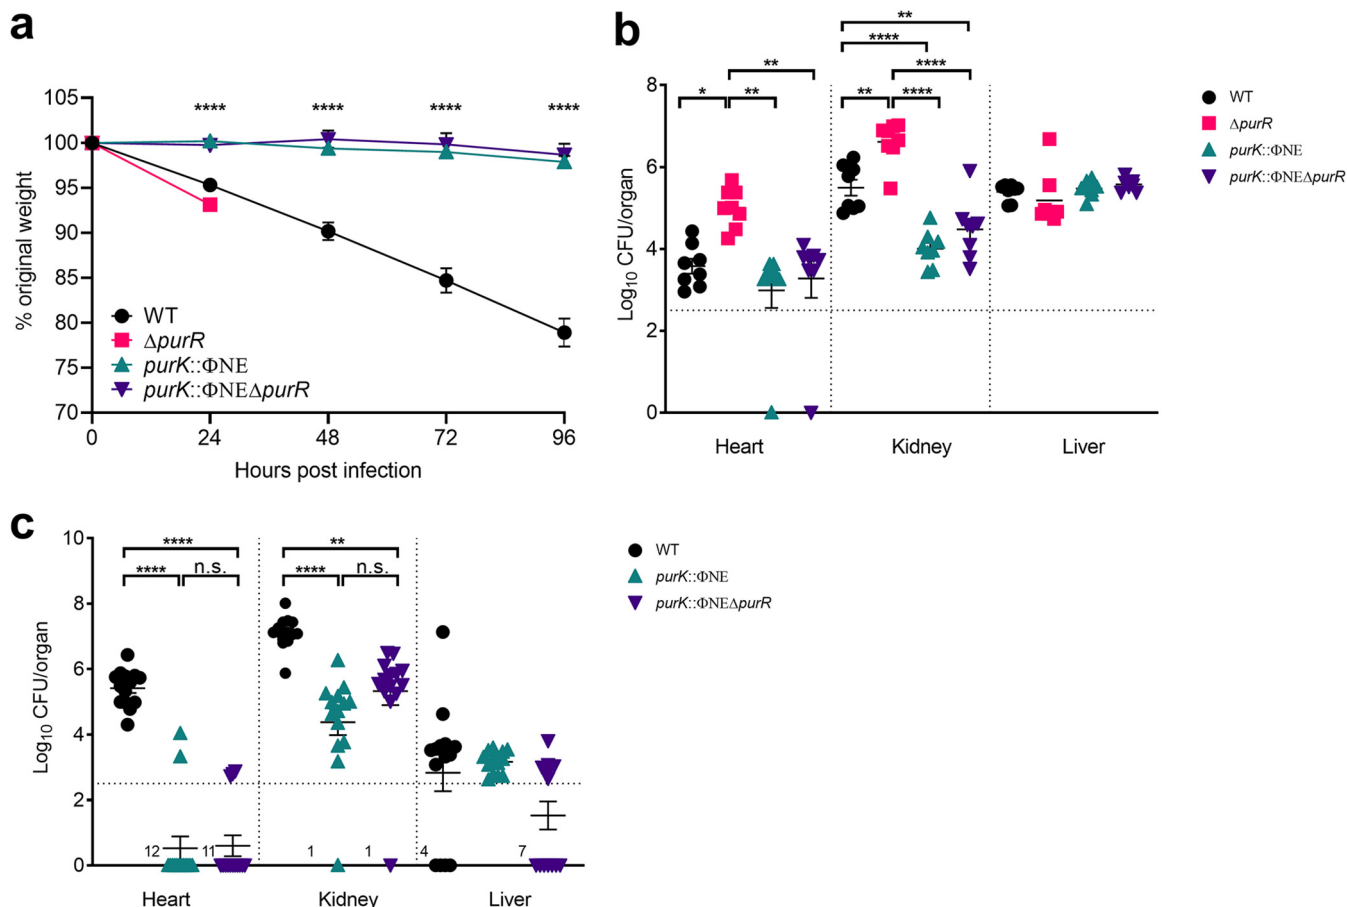 a
105
100
95
90
85
80
75
70
% original weight
**** **** **** ****
WT
ΔpurR
purK::ΦNE
purK::ΦNEΔpurR
0 24 48 72 96
Hours post infection
b
8
6
4
2
0
Log10 CFU/organ
**
****
** ****
* ** ** ****
WT
ΔpurR
purK::ΦNE
purK::ΦNEΔpurR
Heart Kidney Liver
c
10
8
6
4
2
0
Log10 CFU/organ
**** **
**** n.s. **** n.s.
WT
purK::ΦNE
purK::ΦNEΔpurR
12 11 1 1 4 7
Heart Kidney Liver